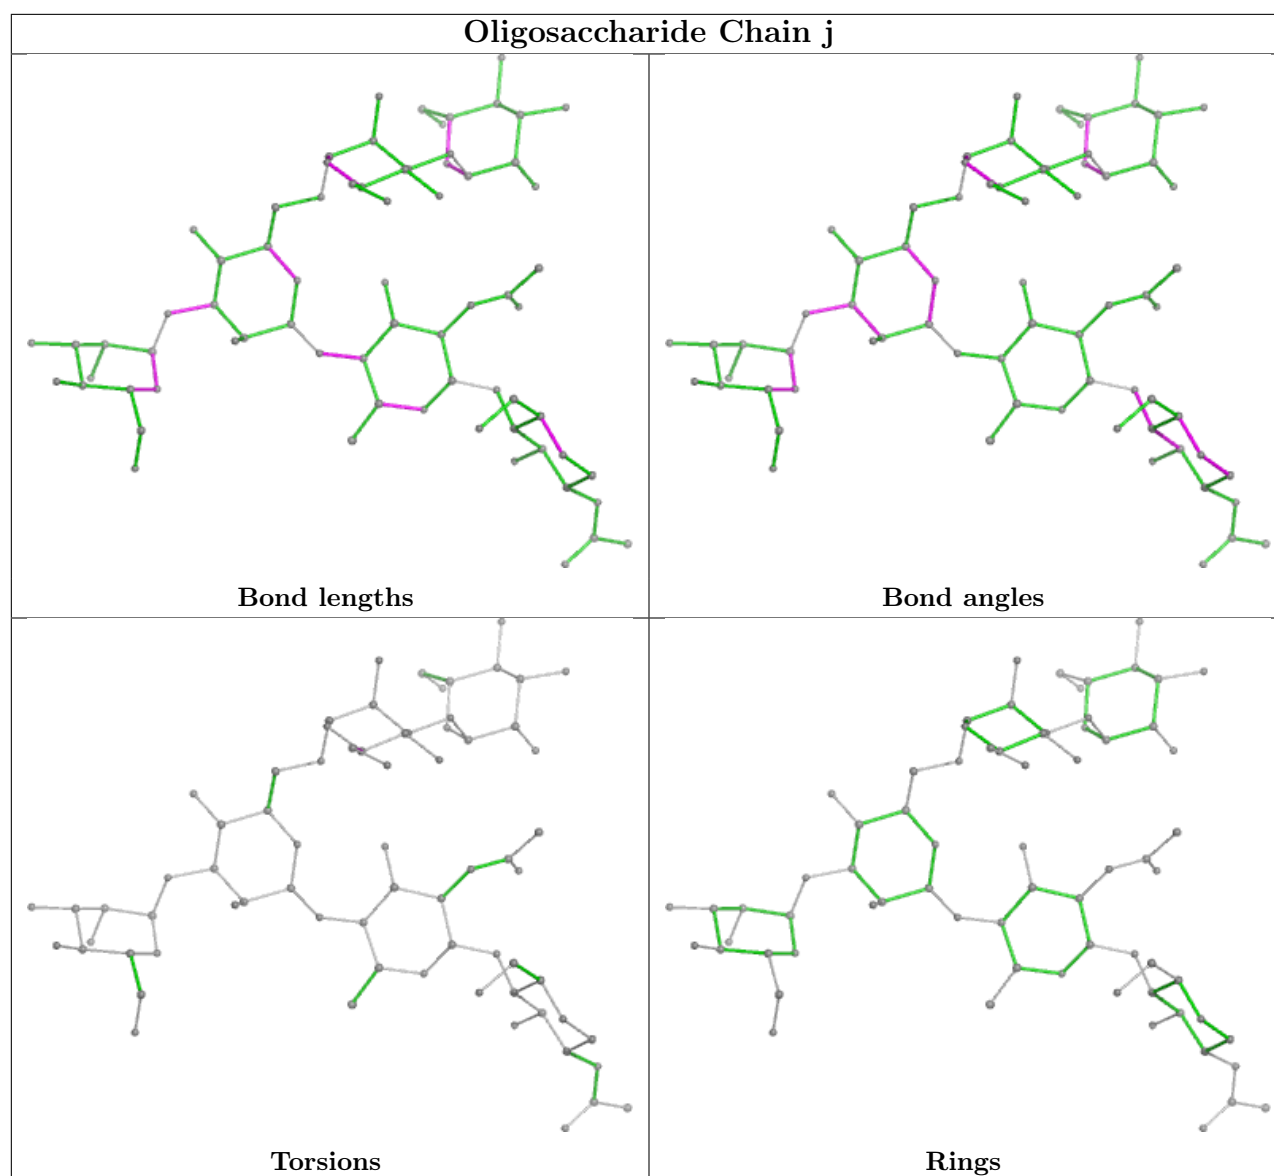 Oligosaccharide Chain j
Bond lengths
Bond angles
Torsions
Rings